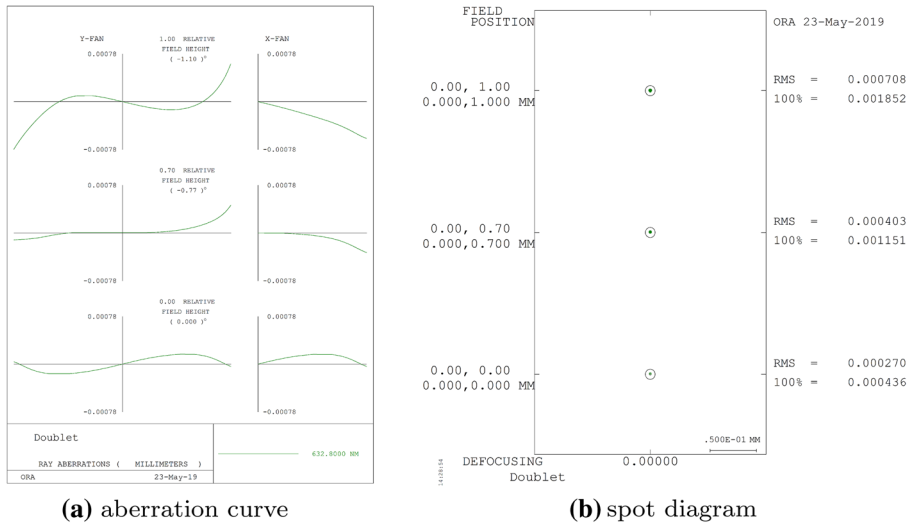 Y-FAN
1.00 RELATIVE
FIELD HEIGHT
( -1.10 )°
X-FAN
0.00078
0.00078
-0.00078
-0.00078
0.70 RELATIVE
FIELD HEIGHT
( -0.77 )°
0.00078
0.00078
-0.00078
-0.00078
0.00 RELATIVE
FIELD HEIGHT
( 0.000 )°
0.00078
0.00078
-0.00078
-0.00078
Doublet
RAY ABERRATIONS ( MILLIMETERS )
ORA 23-May-19
632.8000 NM
(a) aberration curve
FIELD
POSITION
ORA 23-May-2019
0.00, 1.00
0.000,1.000 MM
RMS = 0.000708
100% = 0.001852
0.00, 0.70
0.000,0.700 MM
RMS = 0.000403
100% = 0.001151
0.00, 0.00
0.000,0.000 MM
RMS = 0.000270
100% = 0.000436
.500E-01 MM
14:28:54
DEFOCUSING 0.00000
Doublet
(b) spot diagram